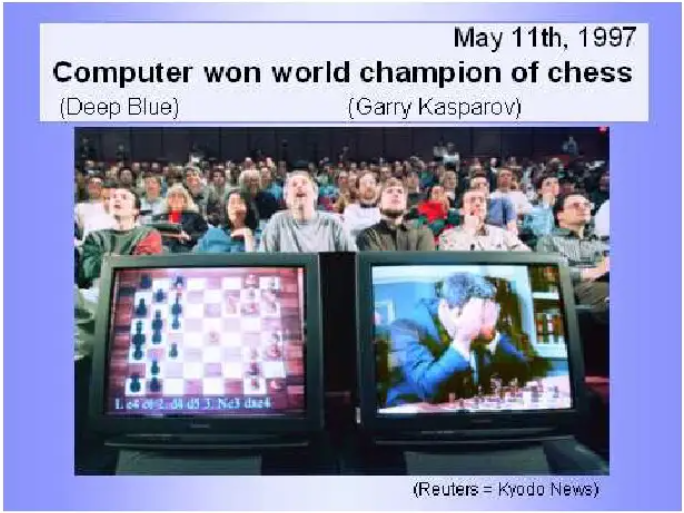 May 11th, 1997
Computer won world champion of chess
(Deep Blue) (Garry Kasparov)
1. e4 c6 2. d4 d5 3. Nc3 dxe4
(Reuters = Kyodo News)